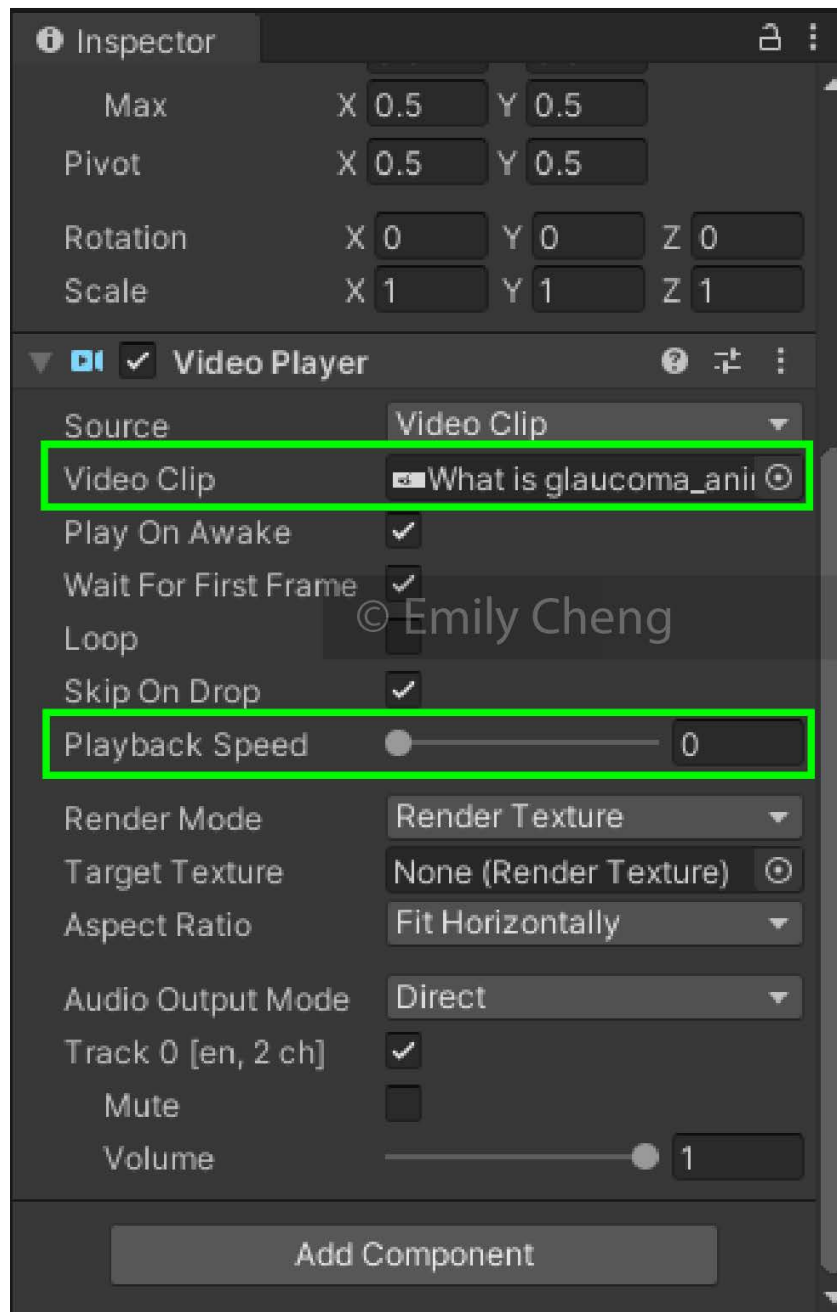 Inspector
Max X 0.5 Y 0.5
Pivot X 0.5 Y 0.5
Rotation X 0 Y 0 Z 0
Scale X 1 Y 1 Z 1
Video Player
Source Video Clip
Video Clip What is glaucoma_anii
Play On Awake
Wait For First Frame
© Emily Cheng
Loop
Skip On Drop
Playback Speed 0
Render Mode Render Texture
Target Texture None (Render Texture)
Aspect Ratio Fit Horizontally
Audio Output Mode Direct
Track 0 [en, 2 ch]
Mute
Volume 1
Add Component